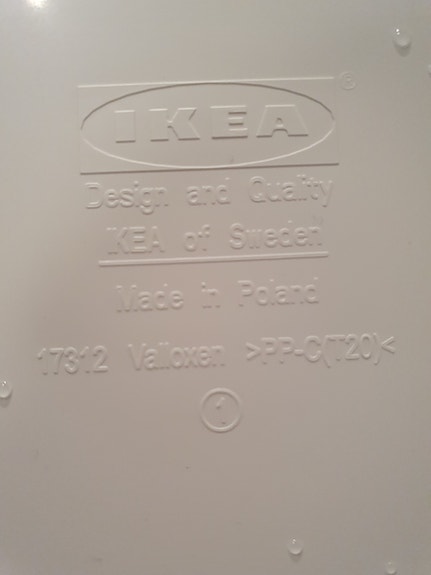 IKEA ®
Design and Quality
IKEA of Sweden
Made in Poland
17312 Valloxen >PP-C(T20)<
1